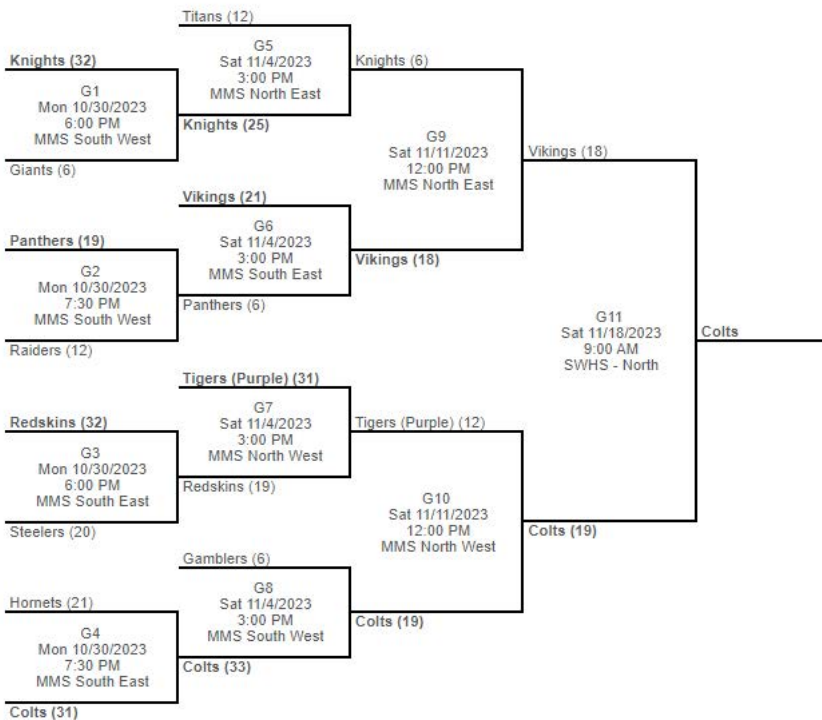 Titans (12)
G5
Sat 11/4/2023
3:00 PM
MMS North East
Knights (32)
Knights (6)
G1
Mon 10/30/2023
6:00 PM
MMS South West
Knights (25)
Giants (6)
G9
Sat 11/11/2023
12:00 PM
MMS North East
Vikings (18)
Vikings (21)
G6
Sat 11/4/2023
3:00 PM
MMS South East
Panthers (19)
Vikings (18)
G2
Mon 10/30/2023
7:30 PM
MMS South West
Panthers (6)
Raiders (12)
G11
Sat 11/18/2023
9:00 AM
SWHS - North
Colts
Tigers (Purple) (31)
G7
Sat 11/4/2023
3:00 PM
MMS North West
Redskins (32)
Tigers (Purple) (12)
G3
Mon 10/30/2023
6:00 PM
MMS South East
Redskins (19)
Steelers (20)
G10
Sat 11/11/2023
12:00 PM
MMS North West
Colts (19)
Gamblers (6)
G8
Sat 11/4/2023
3:00 PM
MMS South West
Hornets (21)
Colts (19)
G4
Mon 10/30/2023
7:30 PM
MMS South East
Colts (33)
Colts (31)